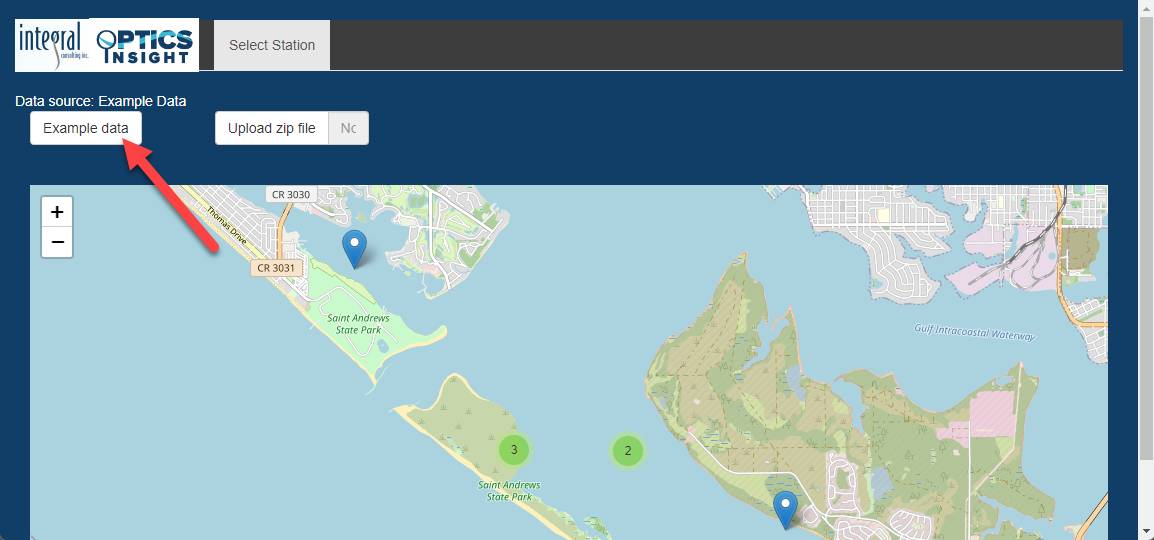 integral
consulting inc.
OPTICS
INSIGHT
Select Station
Data source: Example Data
Example data
Upload zip file
No
+
−
CR 3030
Thomas Drive
CR 3031
Saint Andrews
State Park
Gulf Intracoastal Waterway
3
2
Saint Andrews
State Park